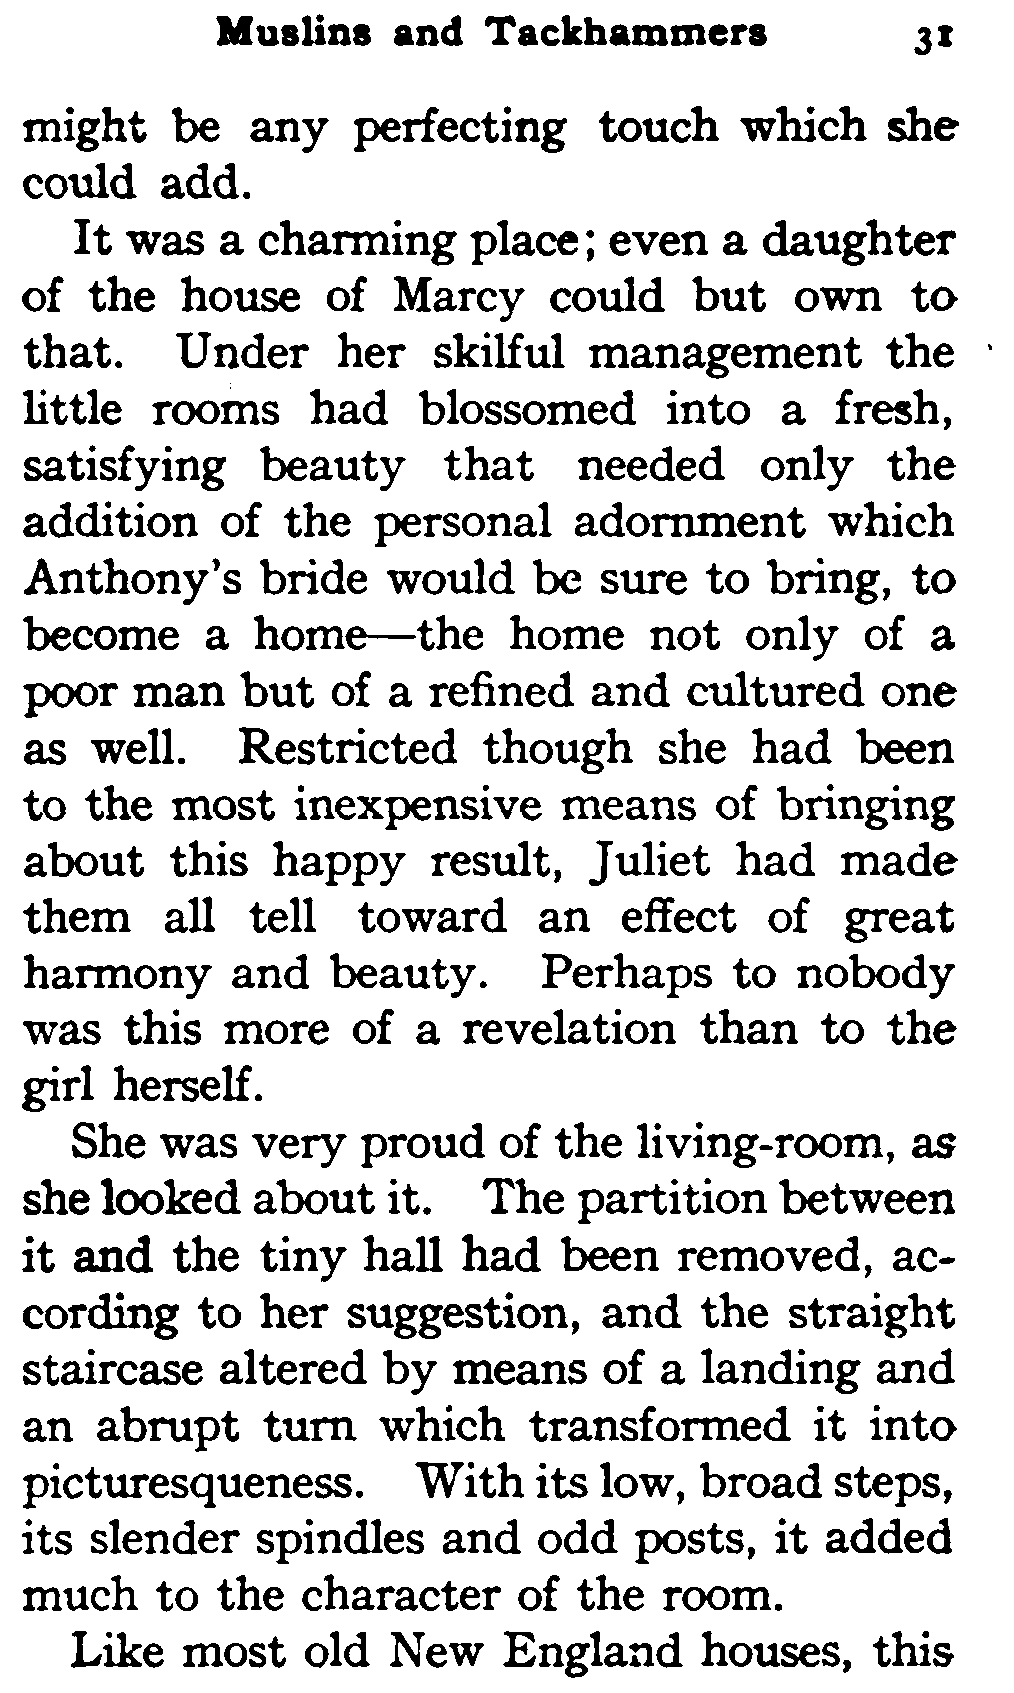 Muslins and Tackhammers 31
might be any perfecting touch which she
could add.
It was a charming place; even a daughter
of the house of Marcy could but own to
that. Under her skilful management the
little rooms had blossomed into a fresh,
satisfying beauty that needed only the
addition of the personal adornment which
Anthony's bride would be sure to bring, to
become a home—the home not only of a
poor man but of a refined and cultured one
as well. Restricted though she had been
to the most inexpensive means of bringing
about this happy result, Juliet had made
them all tell toward an effect of great
harmony and beauty. Perhaps to nobody
was this more of a revelation than to the
girl herself.
She was very proud of the living-room, as
she looked about it. The partition between
it and the tiny hall had been removed, ac-
cording to her suggestion, and the straight
staircase altered by means of a landing and
an abrupt turn which transformed it into
picturesqueness. With its low, broad steps,
its slender spindles and odd posts, it added
much to the character of the room.
Like most old New England houses, this